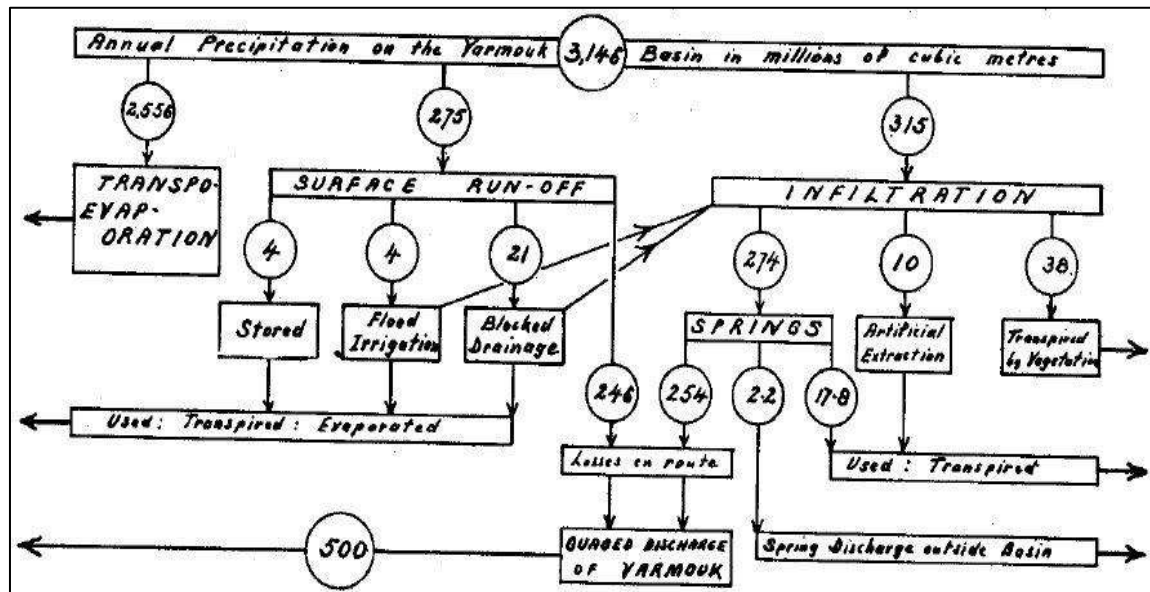 Annual Precipitation on the Yarmouk 3,146 Basin in millions of cubic metres
2,556
275
315
TRANSPO-
EVAP-
ORATION
SURFACE RUN-OFF
INFILTRATION
4
4
21
274
10
38
Stored
Flood
Irrigation
Blocked
Drainage
SPRINGS
Artificial
Extraction
Transpired
by Vegetation
246
254
2.2
17.8
Used: Transpired: Evaporated
Losses en route
Used: Transpired
500
GUAGED DISCHARGE
OF YARMOUK
Spring Discharge outside Basin